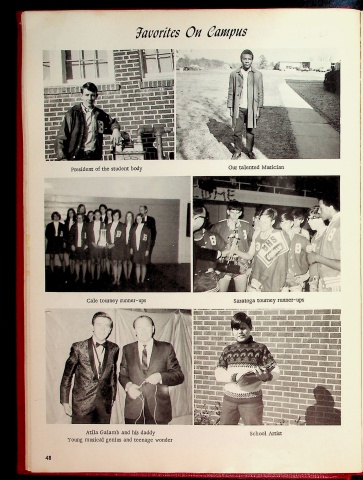 Favorites On Campus
President of the student body
Our talented Musician
Cale tourney runner-ups
Saratoga tourney runner-ups
Atila Galamb and his daddy
Young musical genius and teenage wonder
School Artist
48